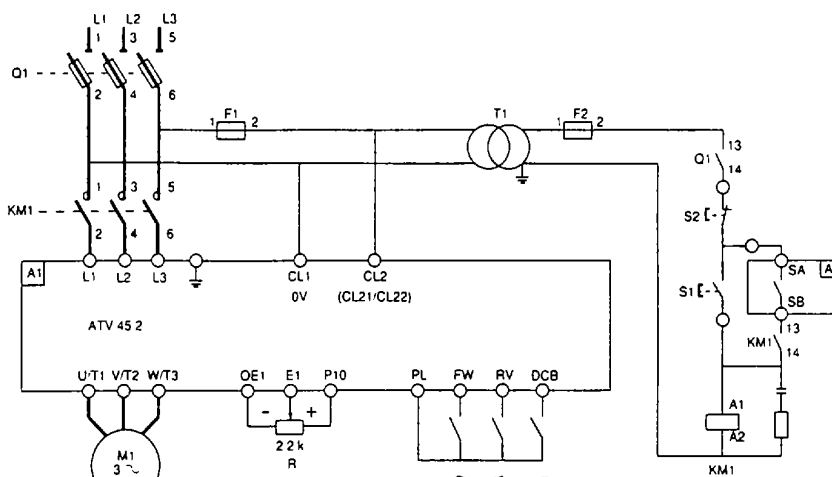 L1 L2 L3
1 3 5
Q1
2 4 6
1 F1 2
T1
1 F2 2
13
Q1
14
1 3 5
KM1
2 4 6
S2
A1
L1 L2 L3
CL1 CL2
0V (CL21/CL22)
SA
A
S1
SB
ATV 45 2
13
KM1
14
U/T1 V/T2 W/T3
OE1 E1 P10
PL FW RV DCB
- +
2 2 k
R
A1
A2
M1
3 ~
KM1